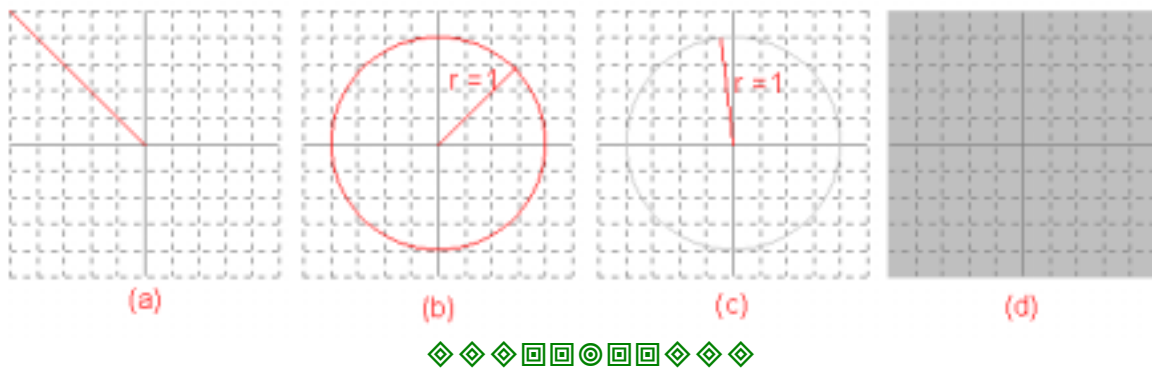 r = 1
r = 1
(a)
(b)
(c)
(d)